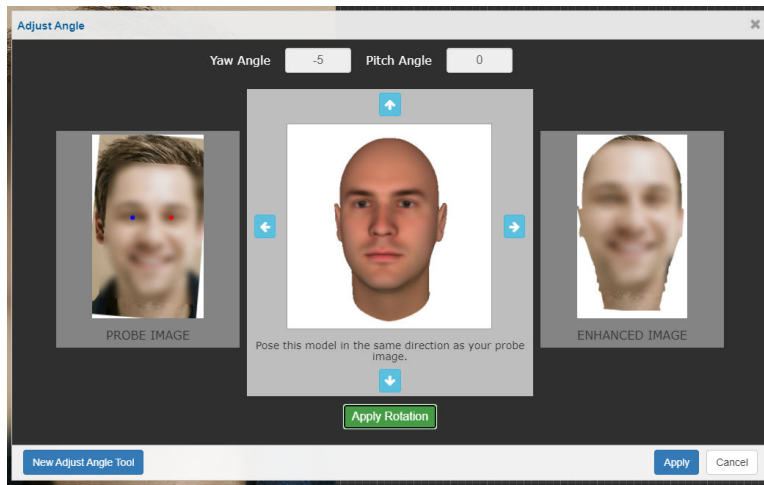 Adjust Angle
Yaw Angle -5 Pitch Angle 0
PROBE IMAGE
Pose this model in the same direction as your probe
image.
ENHANCED IMAGE
Apply Rotation
New Adjust Angle Tool
Apply Cancel